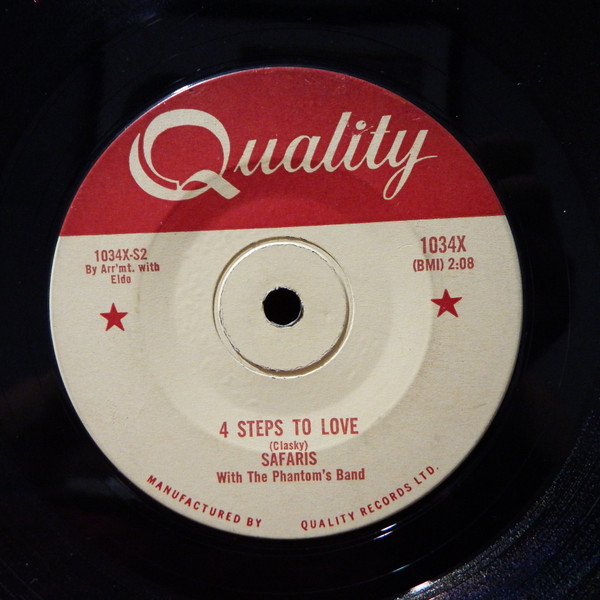 Quality
1034X-S2
By Arr'mt. with
Eldo
1034X
(BMI) 2:08
4 STEPS TO LOVE
(Clasky)
SAFARIS
With The Phantom's Band
MANUFACTURED BY QUALITY RECORDS LTD.